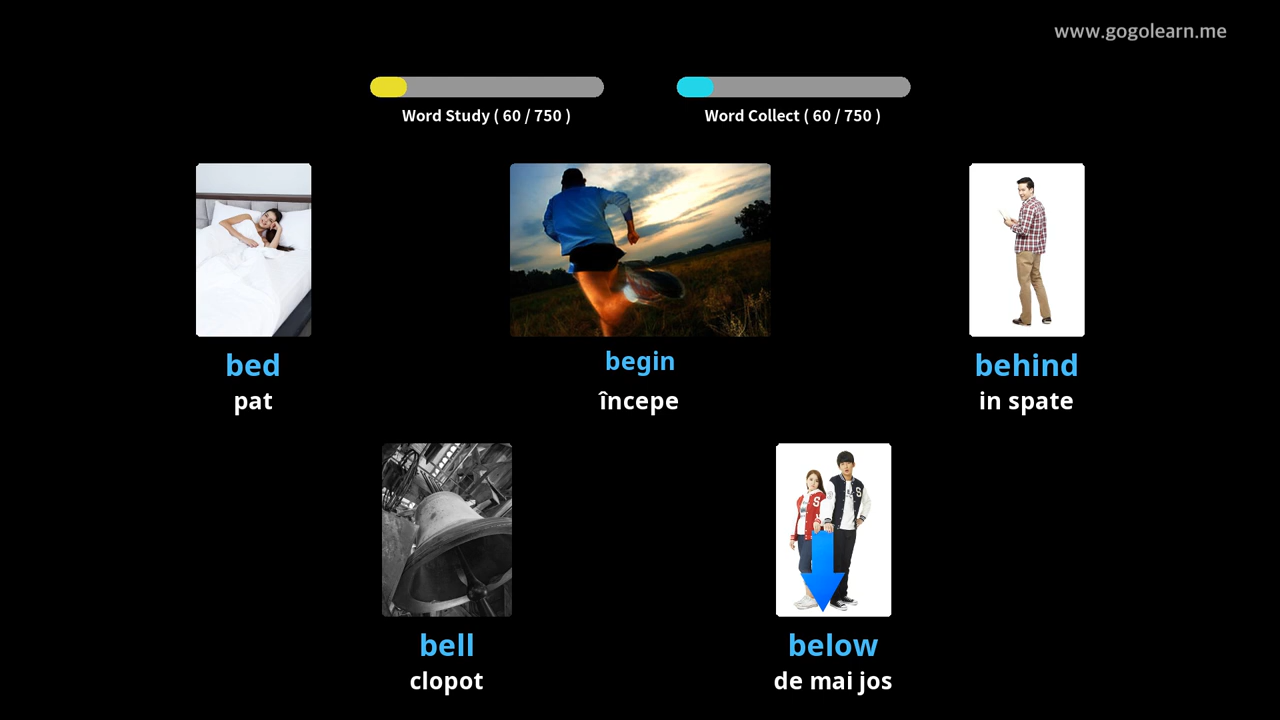 www.gogolearn.me
Word Study ( 60 / 750 )
Word Collect ( 60 / 750 )
bed
pat
begin
începe
behind
in spate
bell
clopot
below
de mai jos
S
S